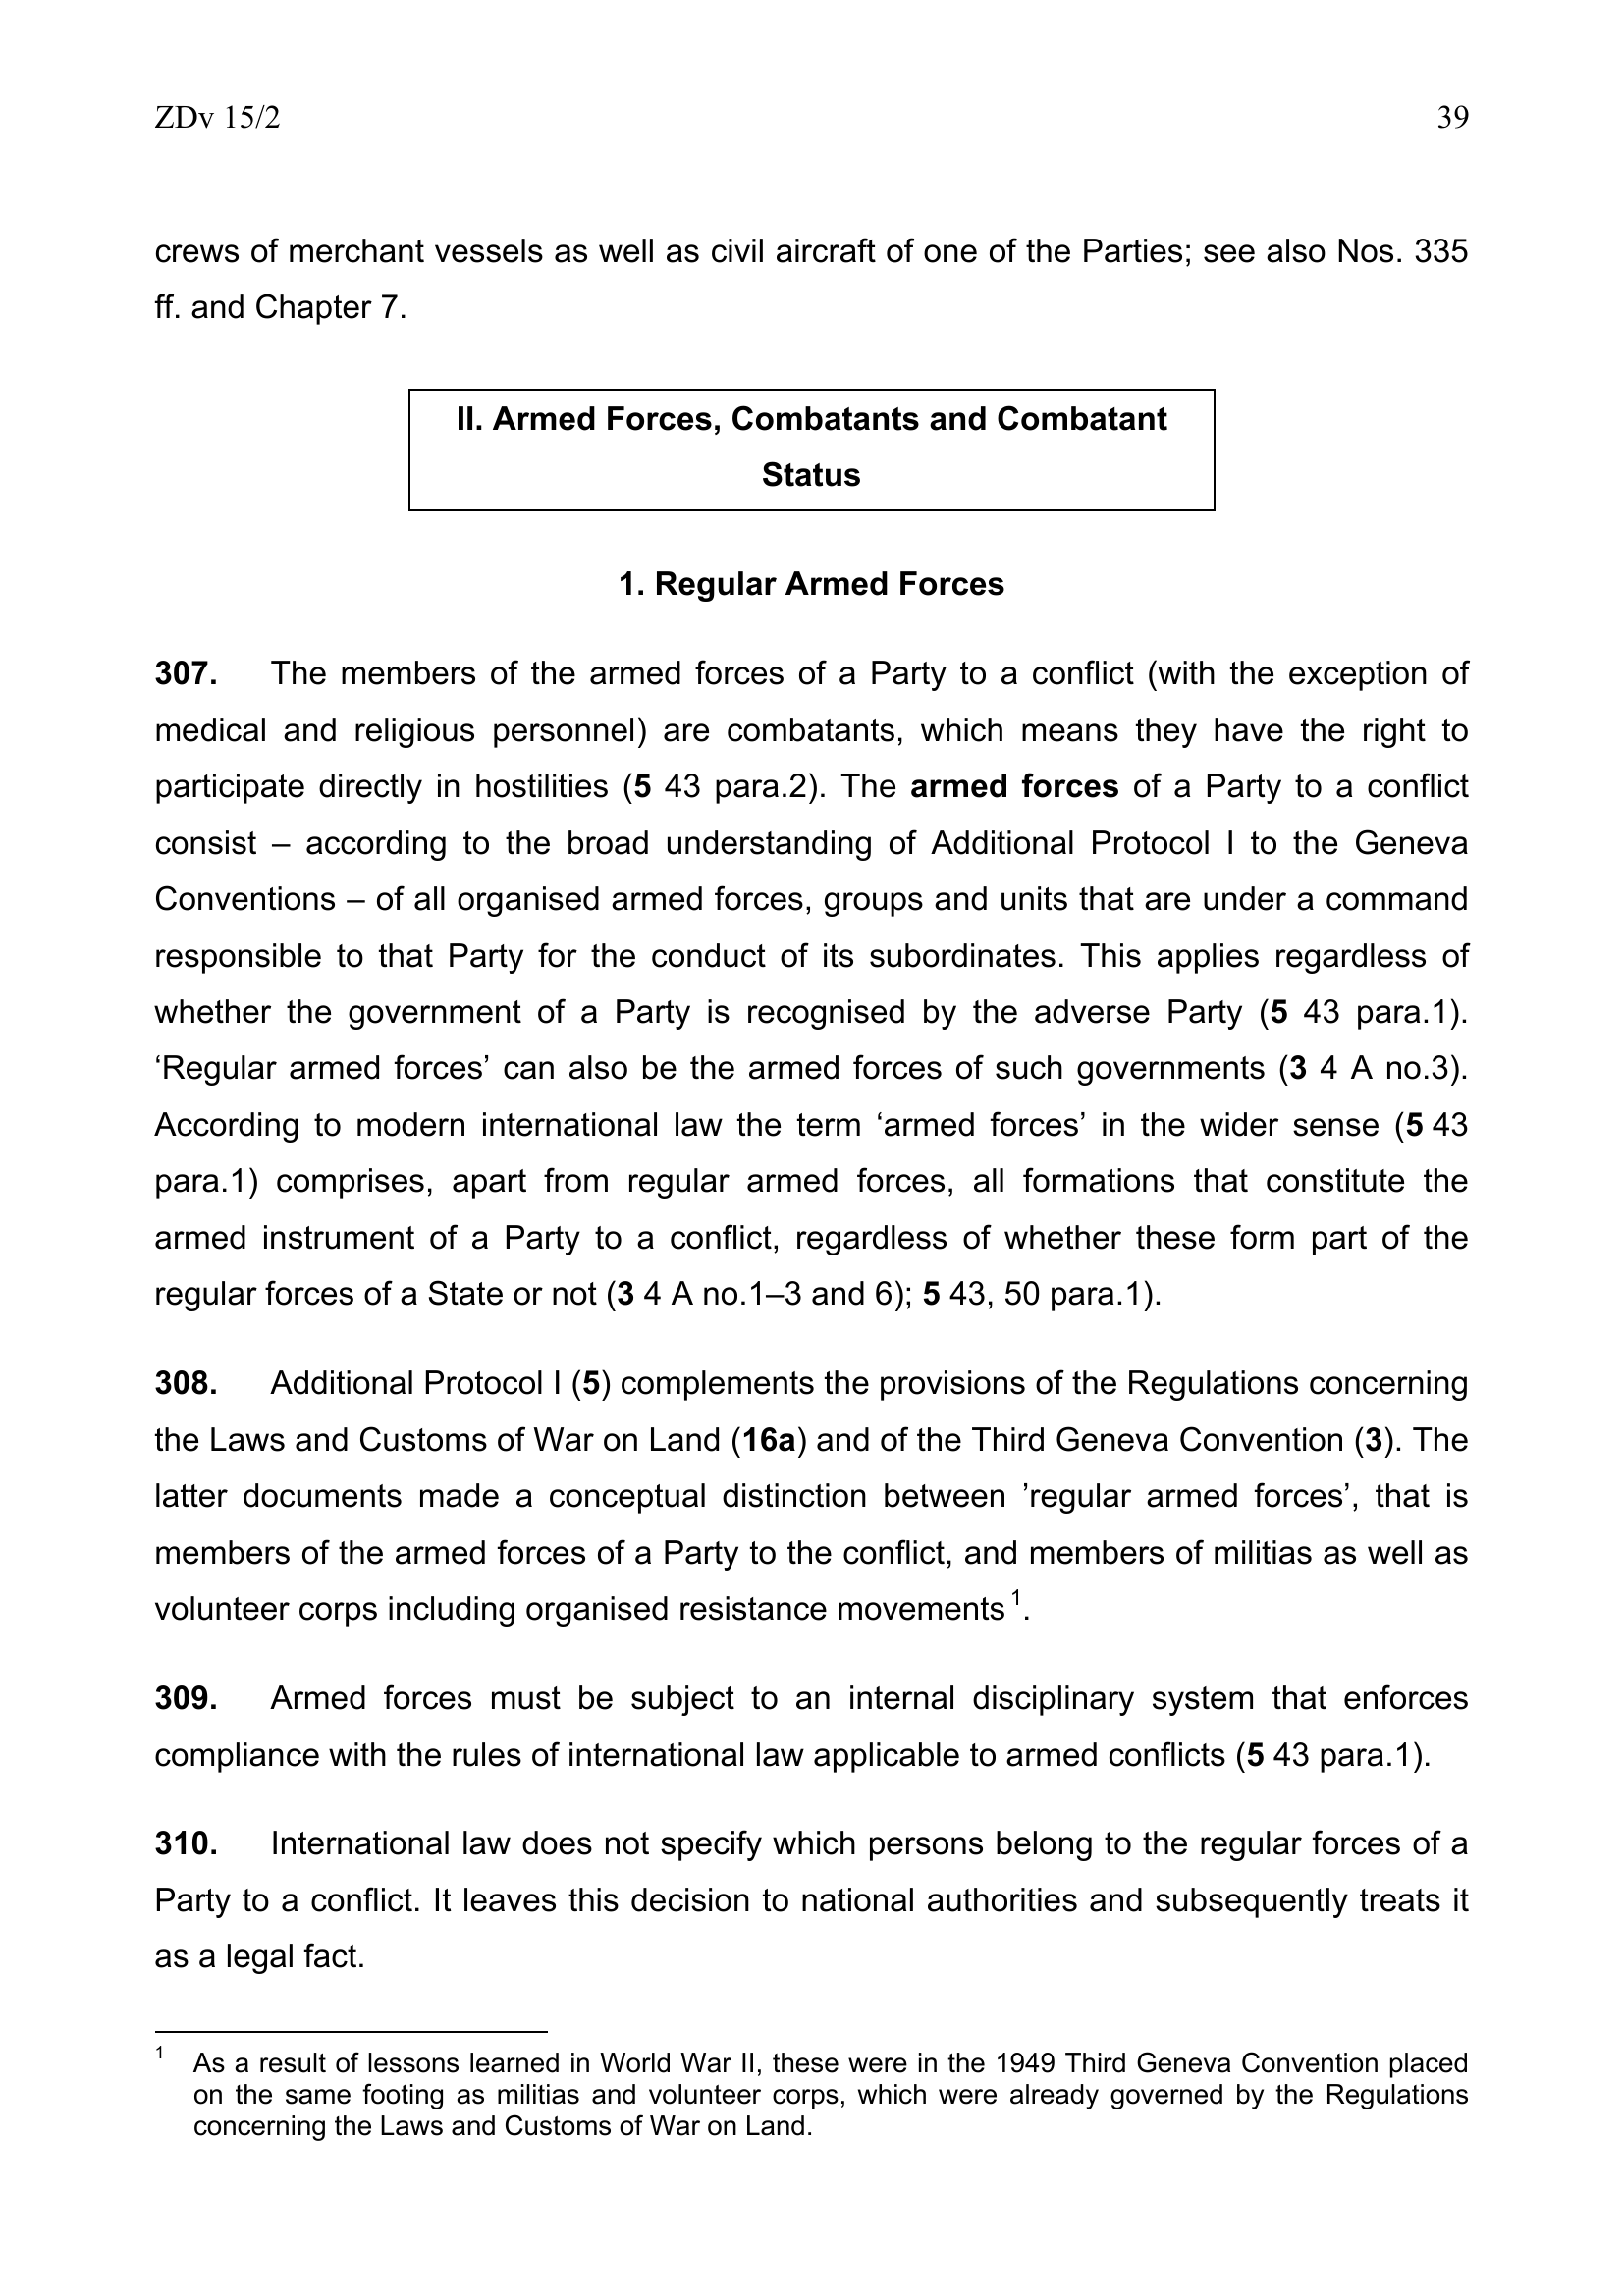 ZDv 15/2 39
crews of merchant vessels as well as civil aircraft of one of the Parties; see also Nos. 335
ff. and Chapter 7.
II. Armed Forces, Combatants and Combatant
Status
1. Regular Armed Forces
307. The members of the armed forces of a Party to a conflict (with the exception of
medical and religious personnel) are combatants, which means they have the right to
participate directly in hostilities (5 43 para.2). The armed forces of a Party to a conflict
consist – according to the broad understanding of Additional Protocol I to the Geneva
Conventions – of all organised armed forces, groups and units that are under a command
responsible to that Party for the conduct of its subordinates. This applies regardless of
whether the government of a Party is recognised by the adverse Party (5 43 para.1).
‘Regular armed forces’ can also be the armed forces of such governments (3 4 A no.3).
According to modern international law the term ‘armed forces’ in the wider sense (5 43
para.1) comprises, apart from regular armed forces, all formations that constitute the
armed instrument of a Party to a conflict, regardless of whether these form part of the
regular forces of a State or not (3 4 A no.1–3 and 6); 5 43, 50 para.1).
308. Additional Protocol I (5) complements the provisions of the Regulations concerning
the Laws and Customs of War on Land (16a) and of the Third Geneva Convention (3). The
latter documents made a conceptual distinction between ’regular armed forces’, that is
members of the armed forces of a Party to the conflict, and members of militias as well as
volunteer corps including organised resistance movements 1.
309. Armed forces must be subject to an internal disciplinary system that enforces
compliance with the rules of international law applicable to armed conflicts (5 43 para.1).
310. International law does not specify which persons belong to the regular forces of a
Party to a conflict. It leaves this decision to national authorities and subsequently treats it
as a legal fact.
1 As a result of lessons learned in World War II, these were in the 1949 Third Geneva Convention placed
on the same footing as militias and volunteer corps, which were already governed by the Regulations
concerning the Laws and Customs of War on Land.